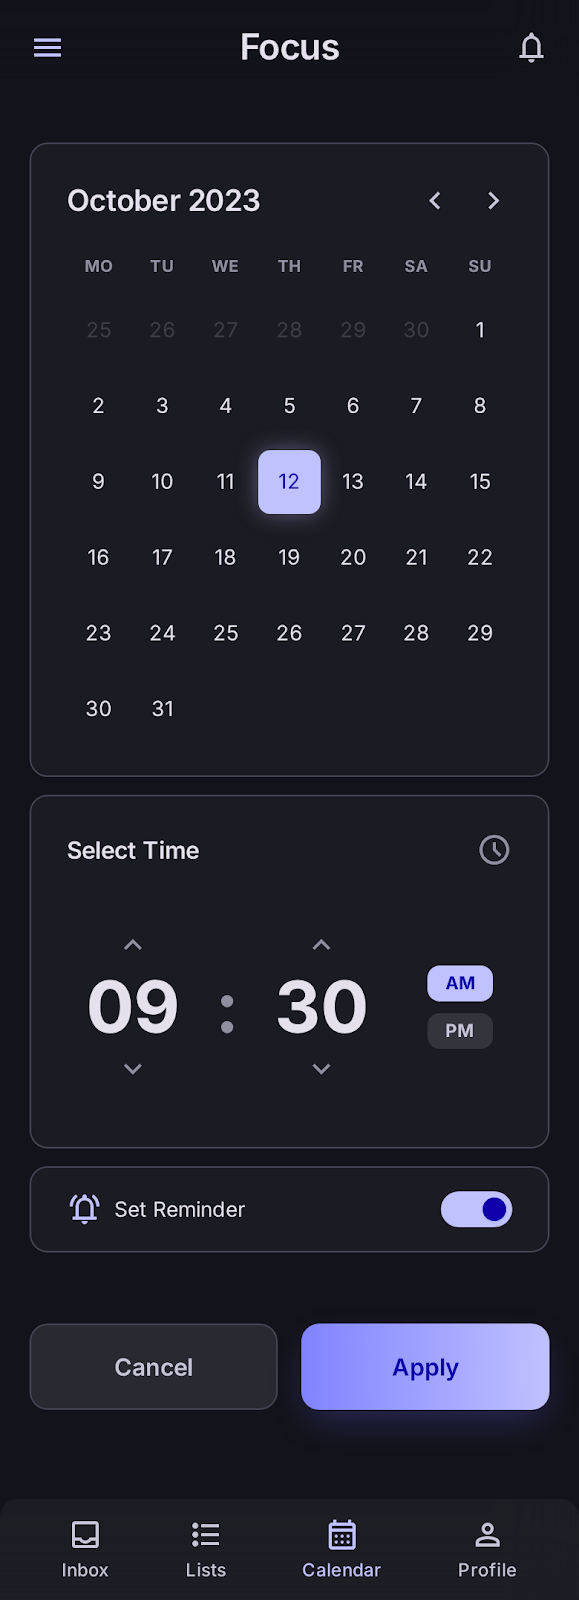 Focus
October 2023
MO TU WE TH FR SA SU
25 26 27 28 29 30 1
2 3 4 5 6 7 8
9 10 11 12 13 14 15
16 17 18 19 20 21 22
23 24 25 26 27 28 29
30 31
Select Time
09 : 30
AM
PM
Set Reminder
Cancel Apply
Inbox Lists Calendar Profile